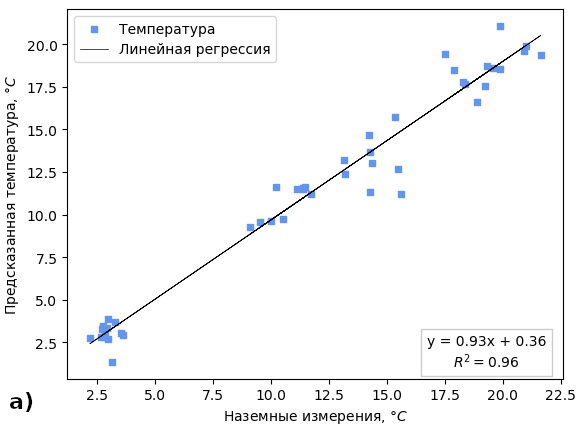 Температура
Линейная регрессия
20.0
17.5
15.0
12.5
10.0
7.5
5.0
2.5
Предсказанная температура, °C
y = 0.93x + 0.36
R² = 0.96
2.5 5.0 7.5 10.0 12.5 15.0 17.5 20.0 22.5
Наземные измерения, °C
а)